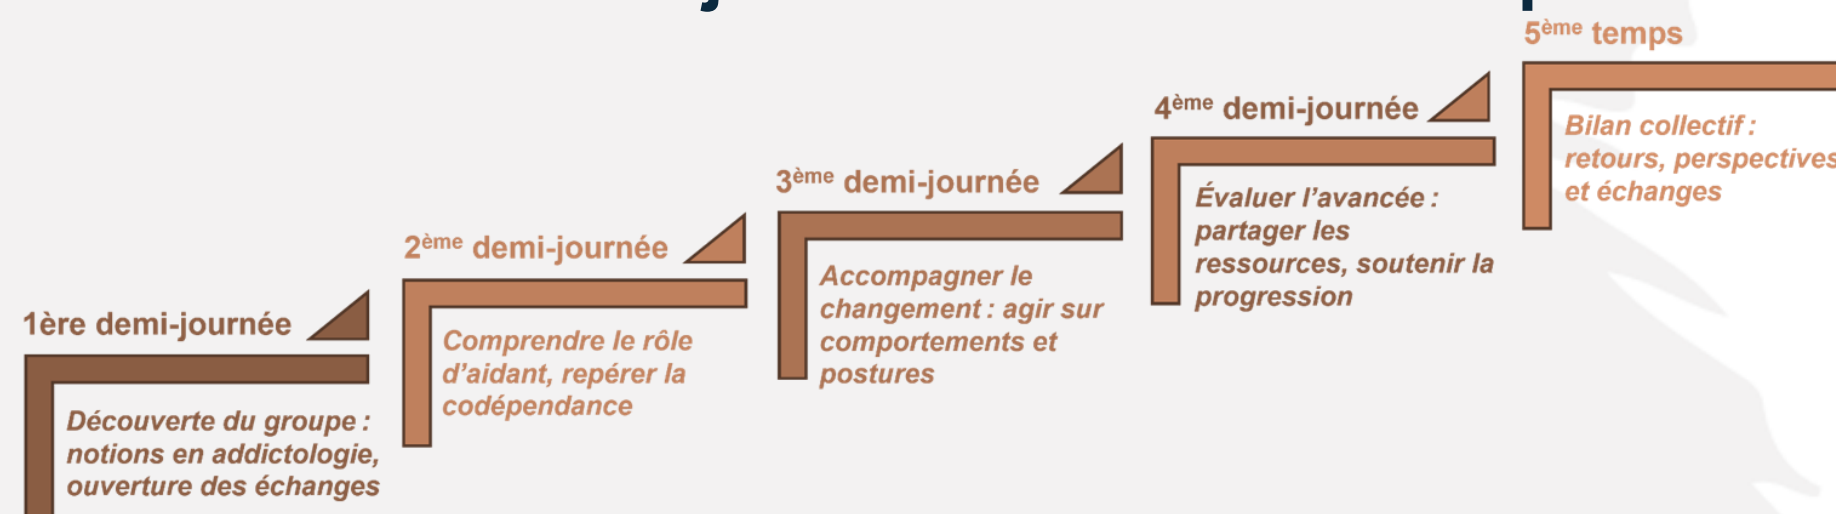 1ère demi-journée
Découverte du groupe :
notions en addictologie,
ouverture des échanges
2ème demi-journée
Comprendre le rôle
d’aidant, repérer la
codépendance
3ème demi-journée
Accompagner le
changement : agir sur
comportements et
postures
4ème demi-journée
Évaluer l’avancée :
partager les
ressources, soutenir la
progression
5ème temps
Bilan collectif :
retours, perspectives
et échanges